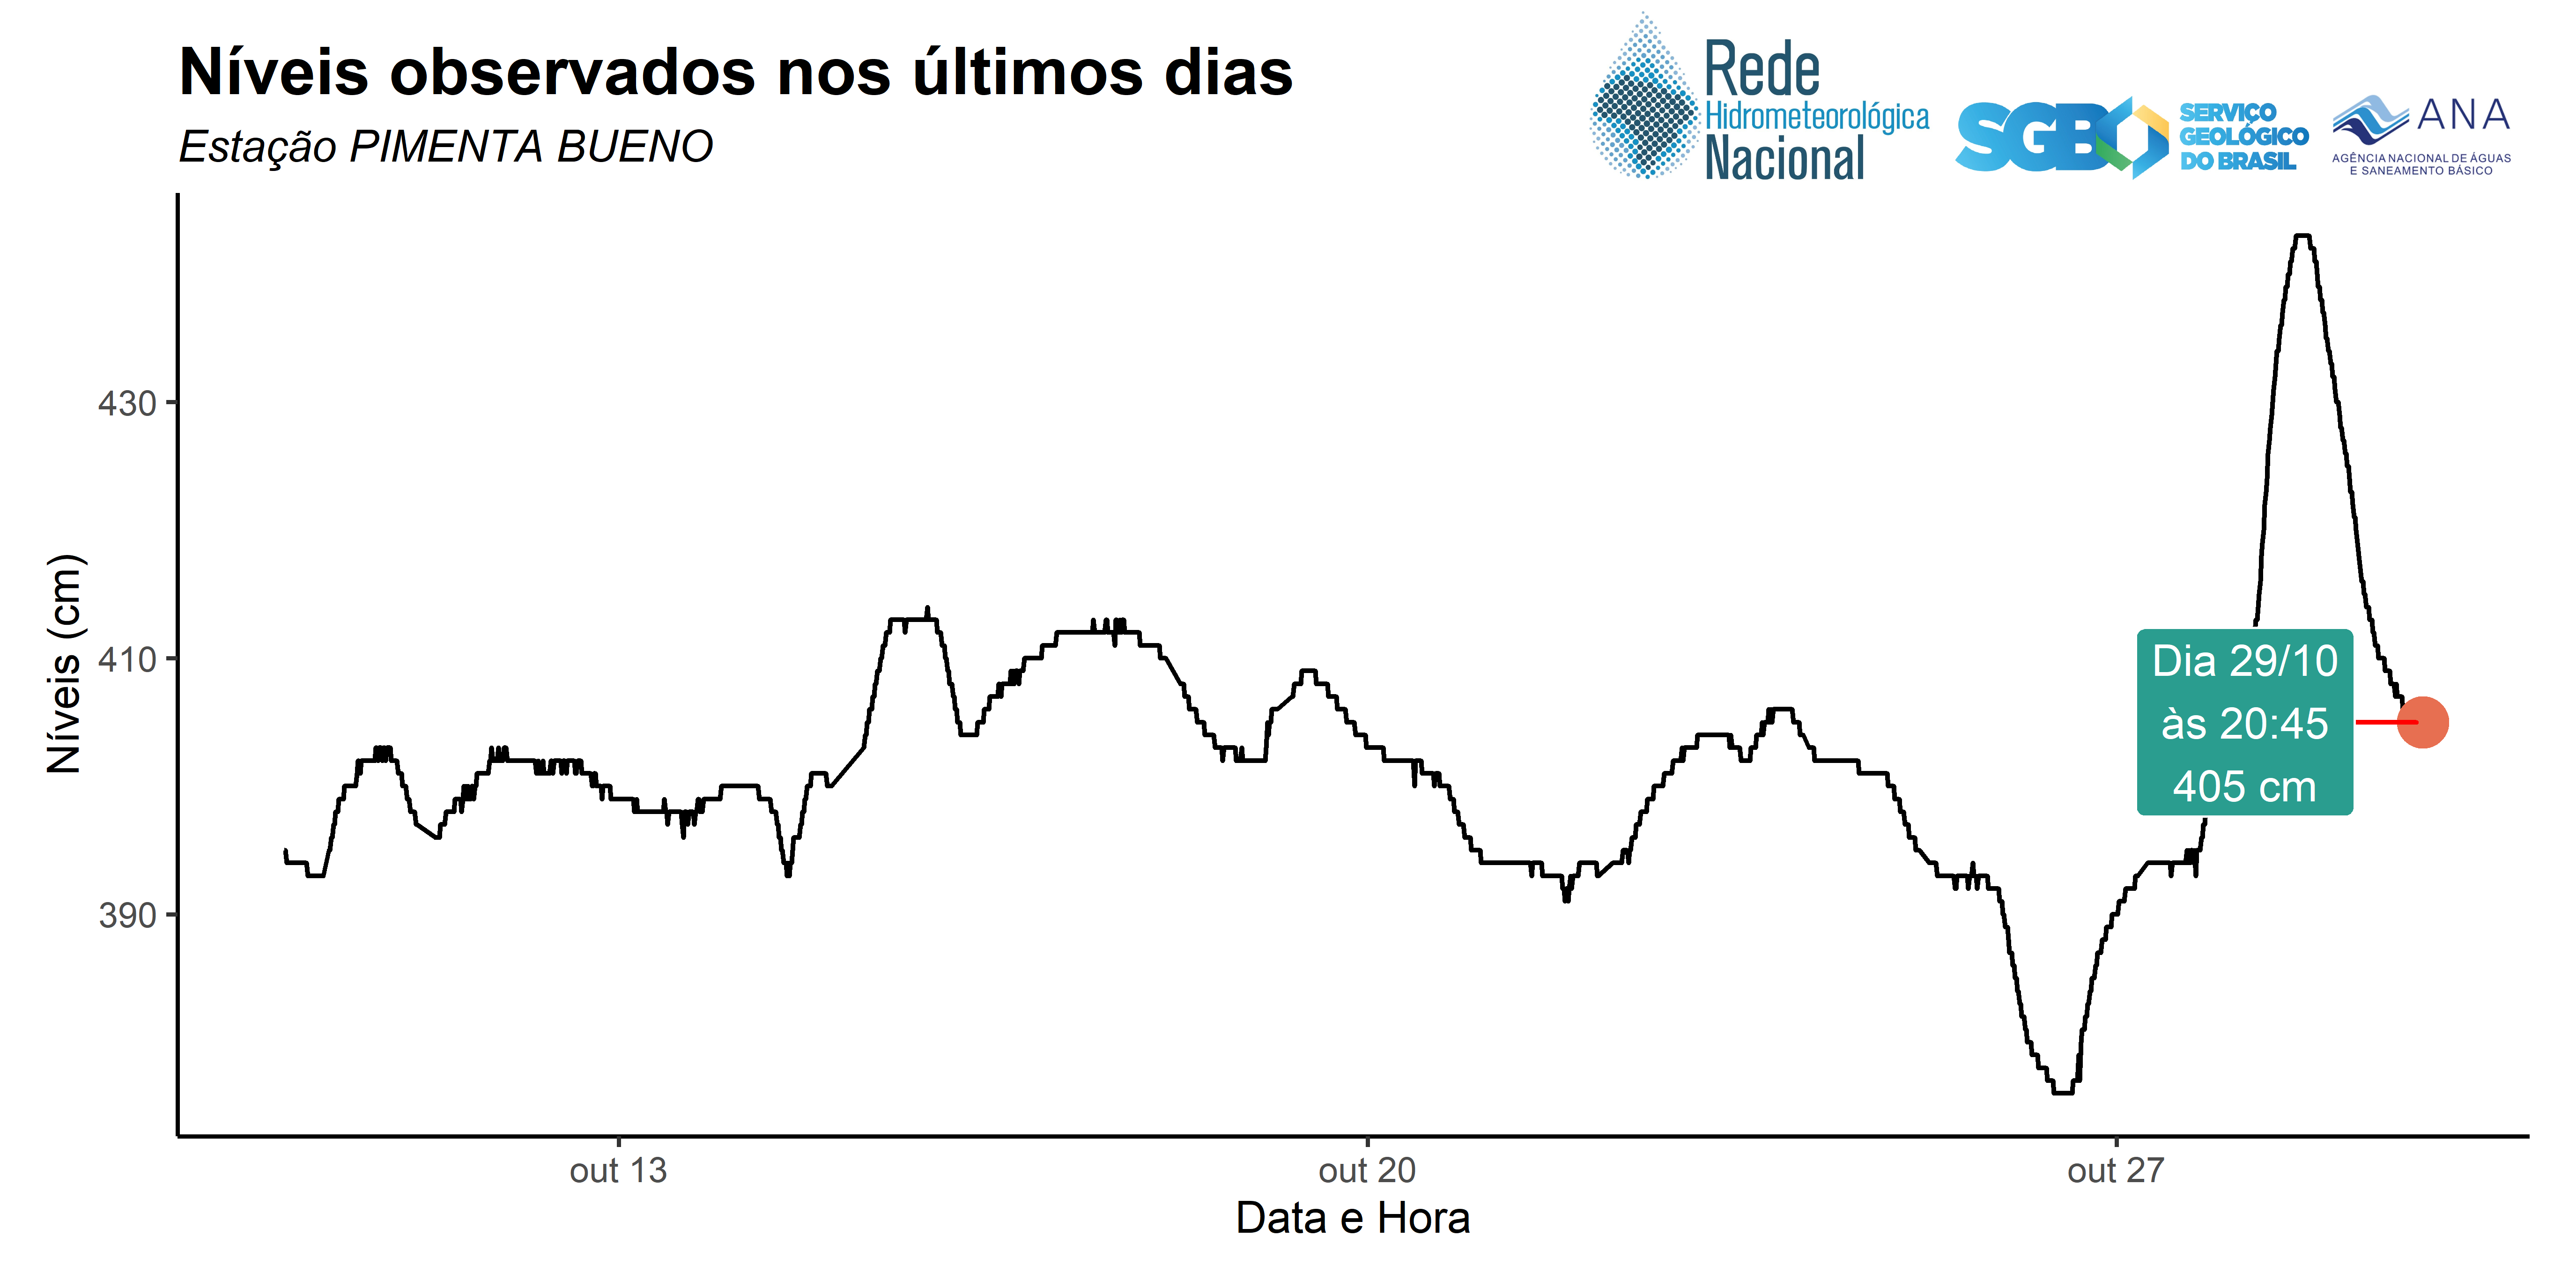 Níveis observados nos últimos dias
Estação PIMENTA BUENO
Rede
Hidrometeorológica
Nacional
SGB
SERVIÇO
GEOLÓGICO
DO BRASIL
ANA
AGÊNCIA NACIONAL DE ÁGUAS
E SANEAMENTO BÁSICO
Níveis (cm)
430
410
390
Dia 29/10
às 20:45
405 cm
out 13
out 20
out 27
Data e Hora